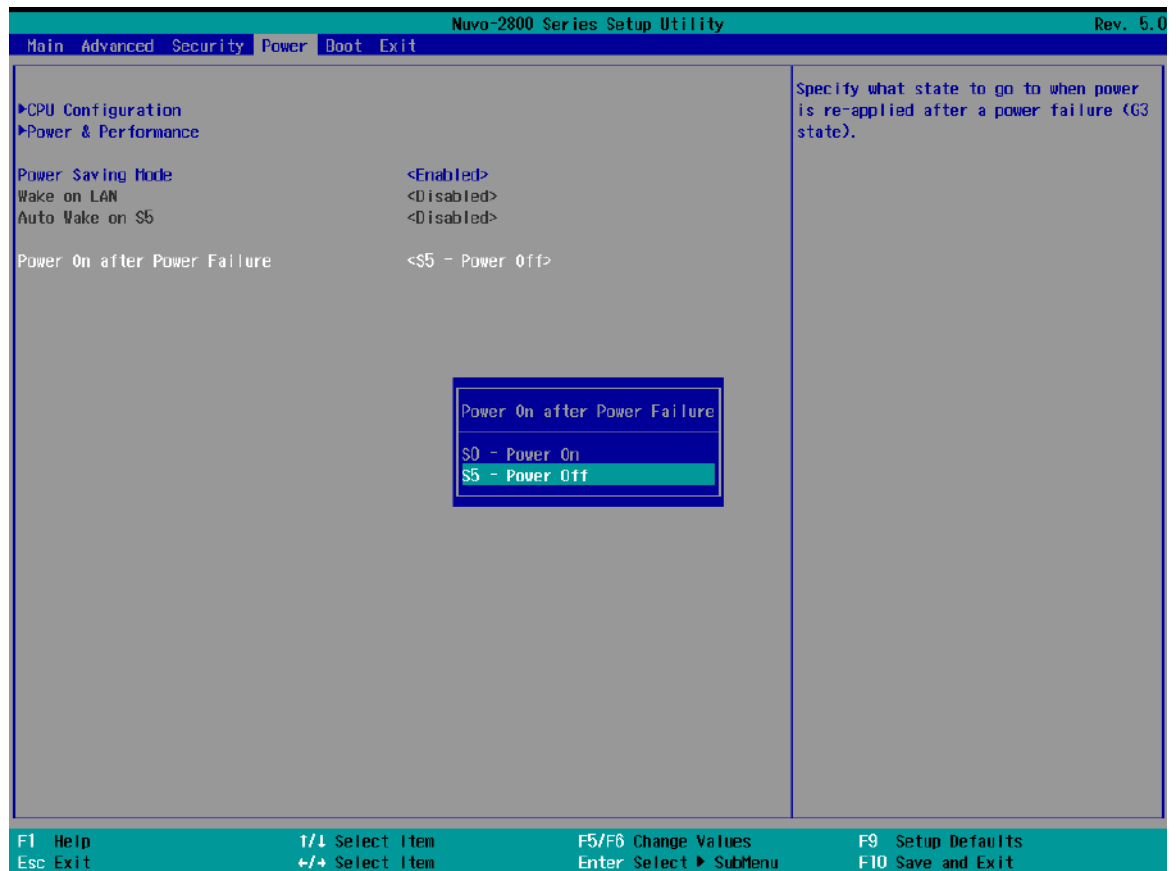 Nuvo-2800 Series Setup Utility Rev. 5.0
Main Advanced Security Power Boot Exit
►CPU Configuration
►Power & Performance
Power Saving Mode <Enabled>
Wake on LAN <Disabled>
Auto Wake on S5 <Disabled>
Power On after Power Failure <S5 - Power Off>
Specify what state to go to when power
is re-applied after a power failure (G3
state).
Power On after Power Failure
S0 - Power On
S5 - Power Off
F1 Help ↑/↓ Select Item F5/F6 Change Values F9 Setup Defaults
Esc Exit ←/→ Select Item Enter Select ► SubMenu F10 Save and Exit